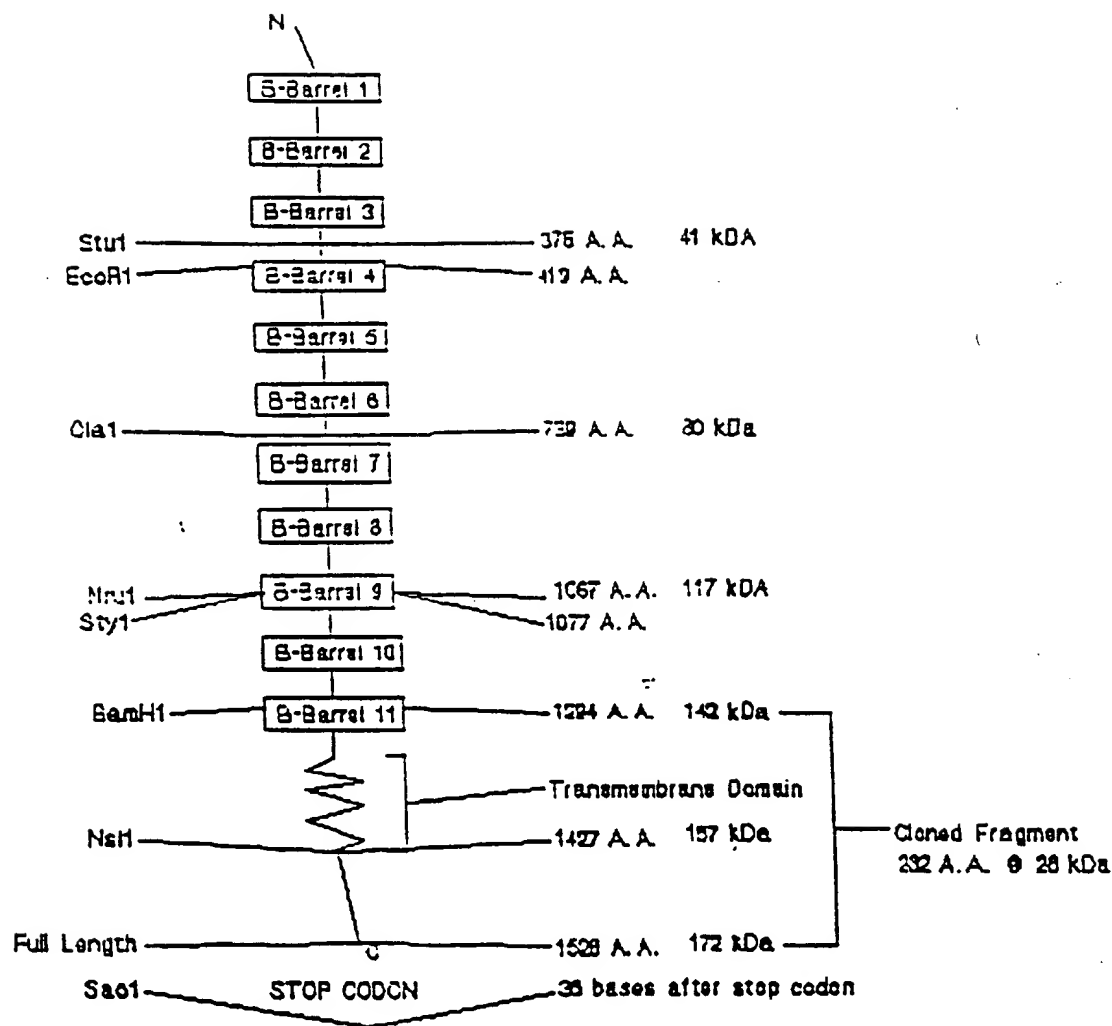 N
B-Barrel 1
B-Barrel 2
B-Barrel 3
Stu1 375 A.A. 41 kDA
EcoR1 B-Barrel 4 419 A.A.
B-Barrel 5
B-Barrel 6
Cla1 A.A. 80 kDa
B-Barrel 7
B-Barrel 8
Nru1 B-Barrel 9 1067 A.A. 117 kDA
Sty1 1077 A.A.
B-Barrel 10
BamH1 B-Barrel 11 1294 A.A. 142 kDa
Transmembrane Domain
Nsi1 1427 A.A. 157 kDa
Cloned Fragment
232 A.A. @ 26 kDa
Full Length C 1526 A.A. 172 kDa
Sac1 STOP CODON 36 bases after stop codon